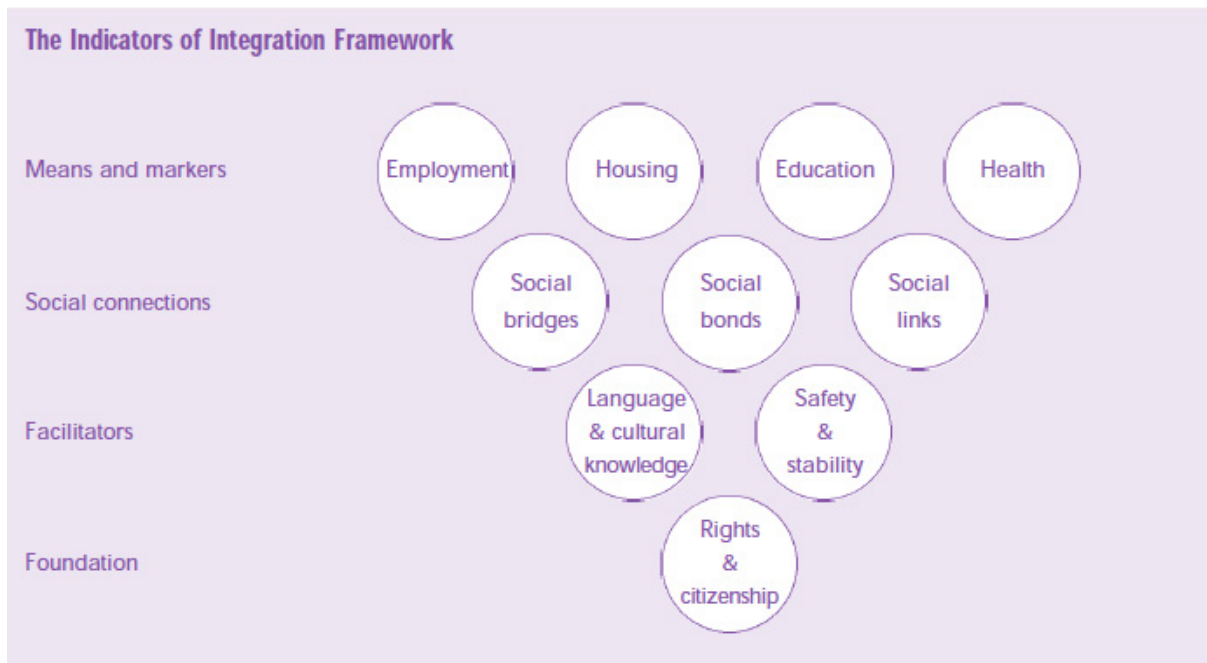 The Indicators of Integration Framework
Means and markers
Employment
Housing
Education
Health
Social connections
Social
bridges
Social
bonds
Social
links
Facilitators
Language
& cultural
knowledge
Safety
&
stability
Foundation
Rights
&
citizenship